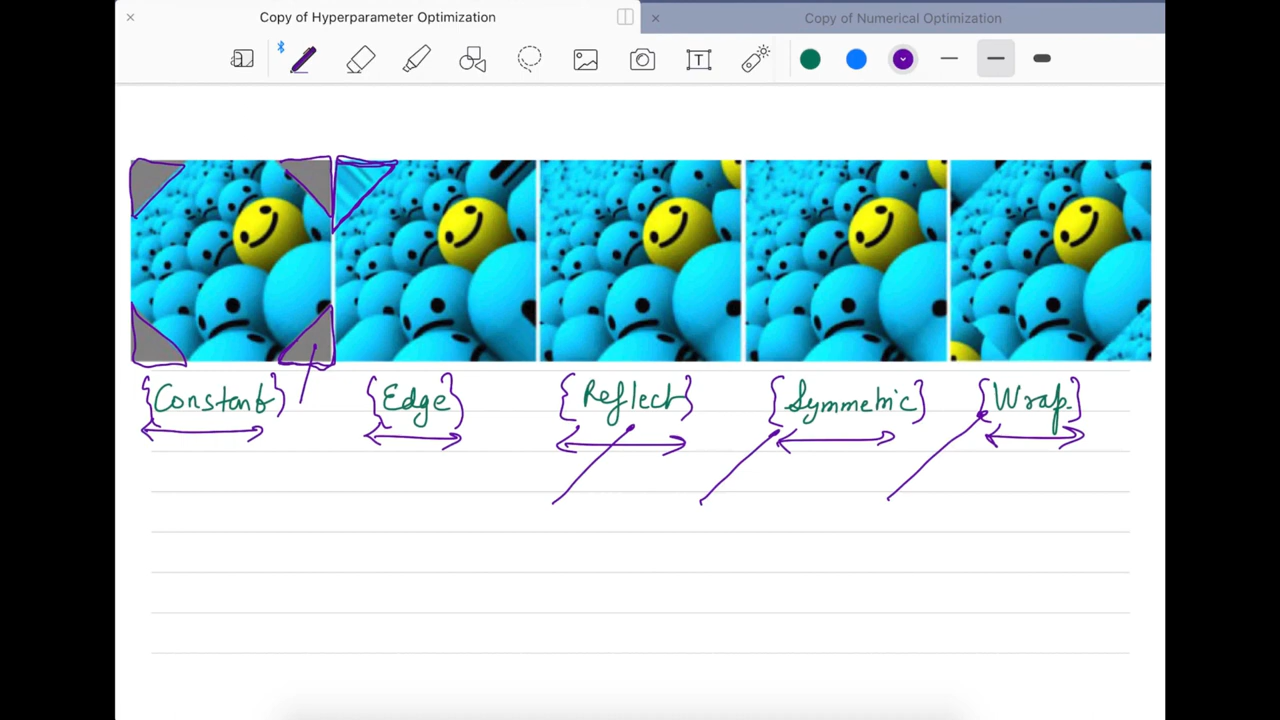 Copy of Hyperparameter Optimization
Copy of Numerical Optimization
T
{Constant} {Edge} {Reflect} {Symmetric} {Wrap.}